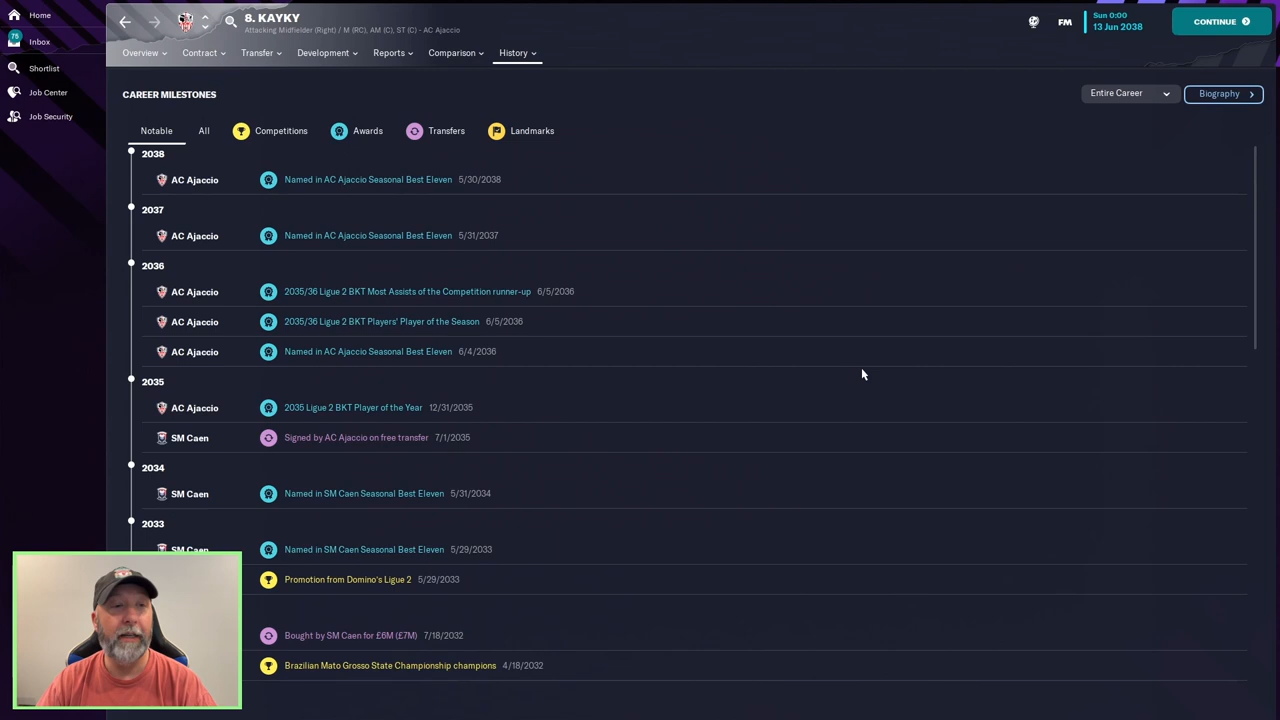 Home
75
Inbox
Shortlist
Job Center
Job Security
8. KAYKY
Attacking Midfielder (Right) / M (RC), AM (C), ST (C) - AC Ajaccio
FM
Sun 0:00
13 Jun 2038
CONTINUE
Overview
Contract
Transfer
Development
Reports
Comparison
History
CAREER MILESTONES
Entire Career
Biography
Notable
All
Competitions
Awards
Transfers
Landmarks
2038
AC Ajaccio Named in AC Ajaccio Seasonal Best Eleven 5/30/2038
2037
AC Ajaccio Named in AC Ajaccio Seasonal Best Eleven 5/31/2037
2036
AC Ajaccio 2035/36 Ligue 2 BKT Most Assists of the Competition runner-up 6/5/2036
AC Ajaccio 2035/36 Ligue 2 BKT Players' Player of the Season 6/5/2036
AC Ajaccio Named in AC Ajaccio Seasonal Best Eleven 6/4/2036
2035
AC Ajaccio 2035 Ligue 2 BKT Player of the Year 12/31/2035
SM Caen Signed by AC Ajaccio on free transfer 7/1/2035
2034
SM Caen Named in SM Caen Seasonal Best Eleven 5/31/2034
2033
SM Caen Named in SM Caen Seasonal Best Eleven 5/29/2033
Promotion from Domino's Ligue 2 5/29/2033
Bought by SM Caen for £6M (£7M) 7/18/2032
Brazilian Mato Grosso State Championship champions 4/18/2032